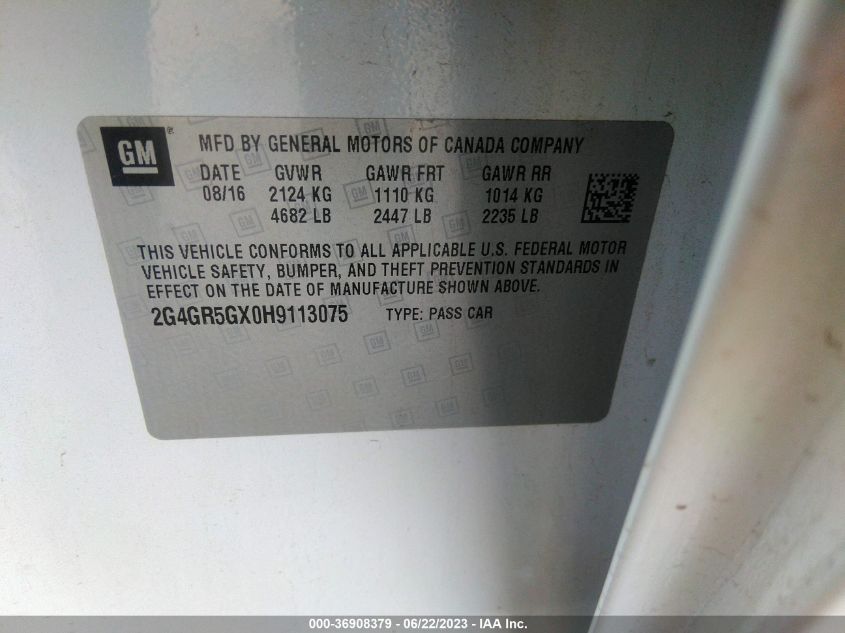 GM® MFD BY GENERAL MOTORS OF CANADA COMPANY
DATE GVWR GAWR FRT GAWR RR
08/16 2124 KG 1110 KG 1014 KG
4682 LB 2447 LB 2235 LB
THIS VEHICLE CONFORMS TO ALL APPLICABLE U.S. FEDERAL MOTOR
VEHICLE SAFETY, BUMPER, AND THEFT PREVENTION STANDARDS IN
EFFECT ON THE DATE OF MANUFACTURE SHOWN ABOVE.
2G4GR5GX0H9113075 TYPE: PASS CAR
000-36908379 - 06/22/2023 - IAA Inc.